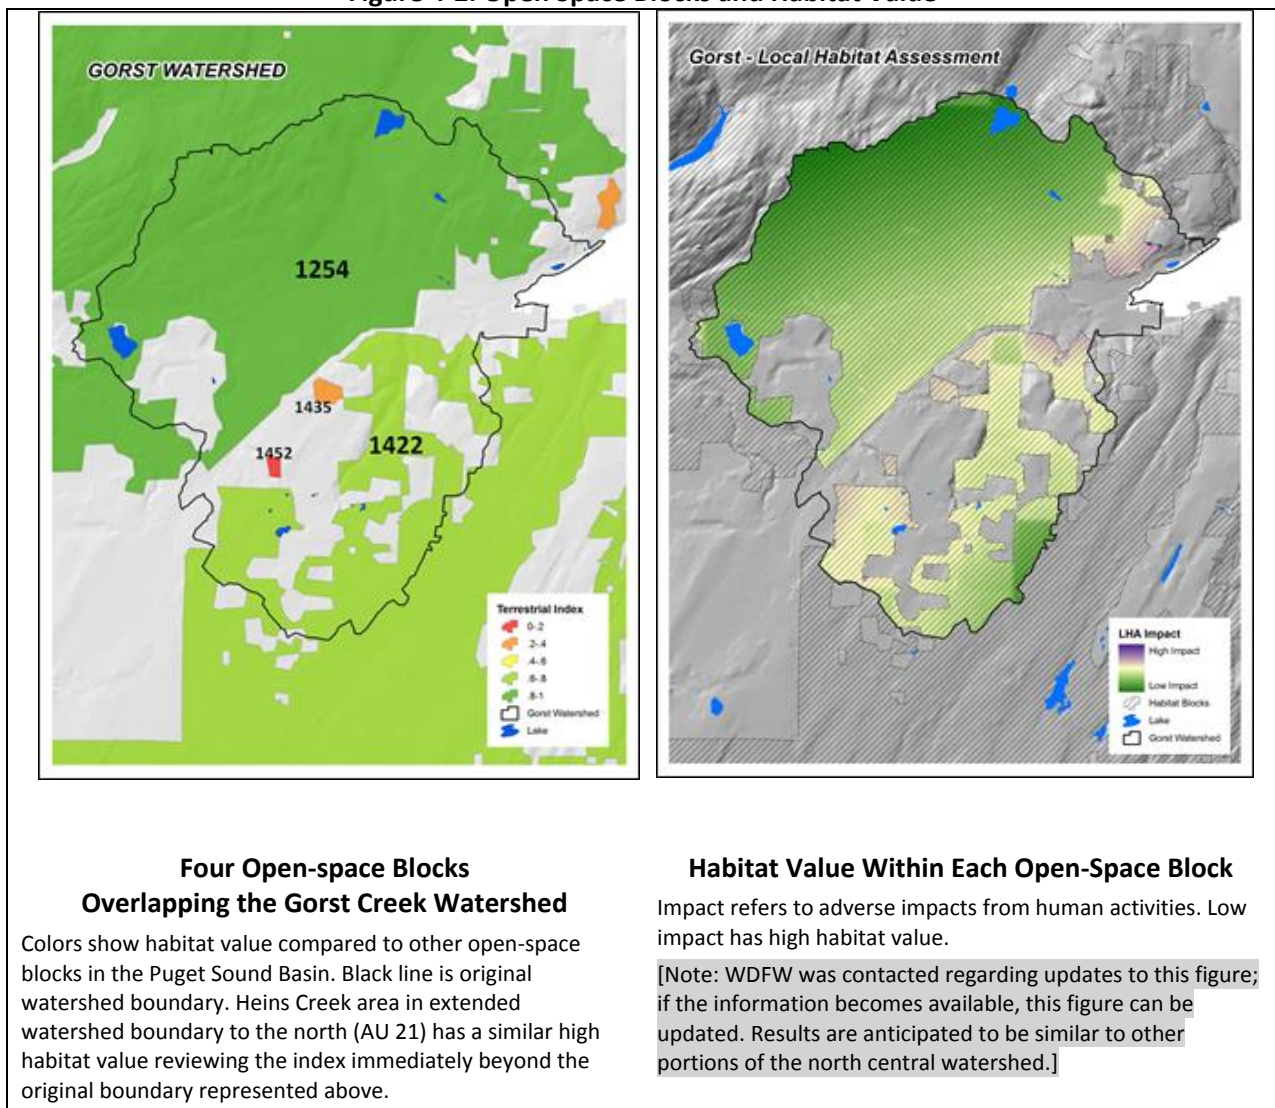 Figure 4-2. Open Space Blocks and Habitat Value
GORST WATERSHED
1254
1435
1422
1452
Terrestrial Index
0-.2
.2-.4
.4-.6
.6-.8
.8-1
Gorst Watershed
Lake
Gorst - Local Habitat Assessment
LHA Impact
High Impact
Low Impact
Habitat Blocks
Lake
Gorst Watershed
Four Open-space Blocks
Overlapping the Gorst Creek Watershed
Colors show habitat value compared to other open-space
blocks in the Puget Sound Basin. Black line is original
watershed boundary. Heins Creek area in extended
watershed boundary to the north (AU 21) has a similar high
habitat value reviewing the index immediately beyond the
original boundary represented above.
Habitat Value Within Each Open-Space Block
Impact refers to adverse impacts from human activities. Low
impact has high habitat value.
[Note: WDFW was contacted regarding updates to this figure;
if the information becomes available, this figure can be
updated. Results are anticipated to be similar to other
portions of the north central watershed.]